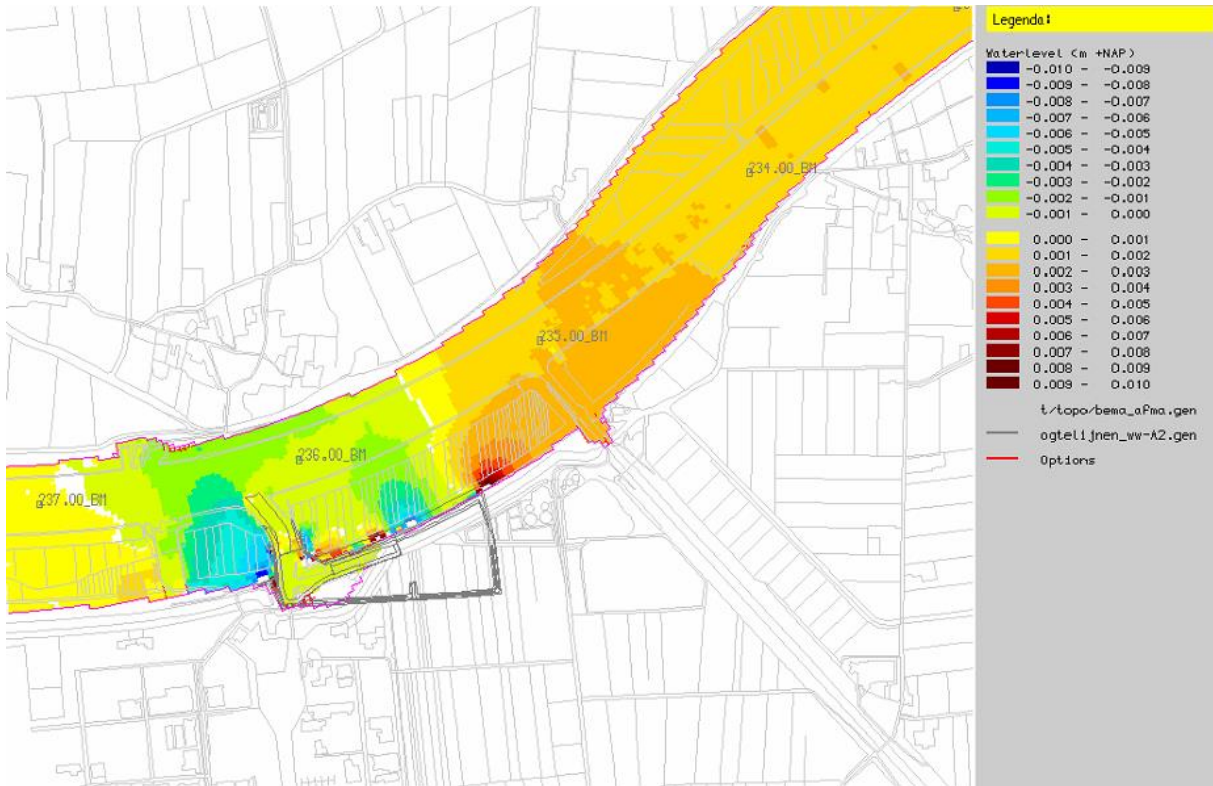 234.00_BM
235.00_BM
236.00_BM
237.00_BM
Legenda:
Waterlevel (m +NAP)
-0.010 - -0.009
-0.009 - -0.008
-0.008 - -0.007
-0.007 - -0.006
-0.006 - -0.005
-0.005 - -0.004
-0.004 - -0.003
-0.003 - -0.002
-0.002 - -0.001
-0.001 - 0.000
0.000 - 0.001
0.001 - 0.002
0.002 - 0.003
0.003 - 0.004
0.004 - 0.005
0.005 - 0.006
0.006 - 0.007
0.007 - 0.008
0.008 - 0.009
0.009 - 0.010
t/topo/bema_afma.gen
ogtelijnen_ww-A2.gen
Options